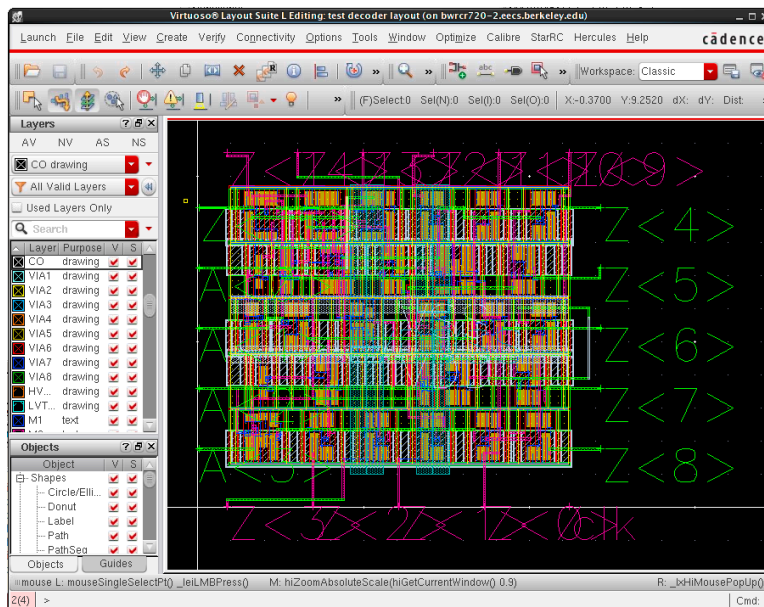 Virtuoso® Layout Suite L Editing: test decoder layout (on bwrcr720-2.eecs.berkeley.edu)
Launch File Edit View Create Verify Connectivity Options Tools Window Optimize Calibre StarRC Hercules Help cādence
» » » Workspace: Classic
» (F)Select:0 Sel(N):0 Sel(I):0 Sel(O):0 X:-0.3700 Y:9.2520 dX: dY: Dist:
Layers
AV NV AS NS
CO drawing
All Valid Layers
Used Layers Only
Search
Layer Purpose V S
CO drawing
VIA1 drawing
VIA2 drawing
VIA3 drawing
VIA4 drawing
VIA5 drawing
VIA6 drawing
VIA7 drawing
VIA8 drawing
HV... drawing
LVT... drawing
M1 text
Objects
Object V S
Shapes
Circle/Elli...
Donut
Label
Path
PathSeg
Objects Guides
Z<4>
Z<5>
Z<6>
Z<7>
Z<8>
mouse L: mouseSingleSelectPt() _leiLMBPress() M: hiZoomAbsoluteScale(hiGetCurrentWindow() 0.9) R: _lxHiMousePopUp()
2(4) > Cmd: